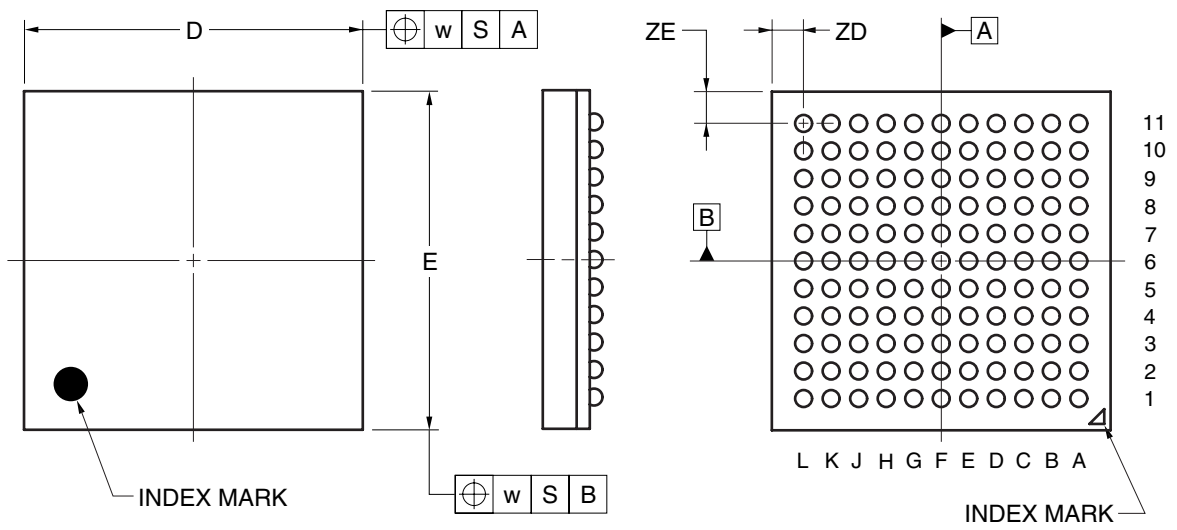 D
⌖ w S A
E
INDEX MARK
⌖ w S B
ZE
ZD
A
B
11
10
9
8
7
6
5
4
3
2
1
L K J H G F E D C B A
INDEX MARK